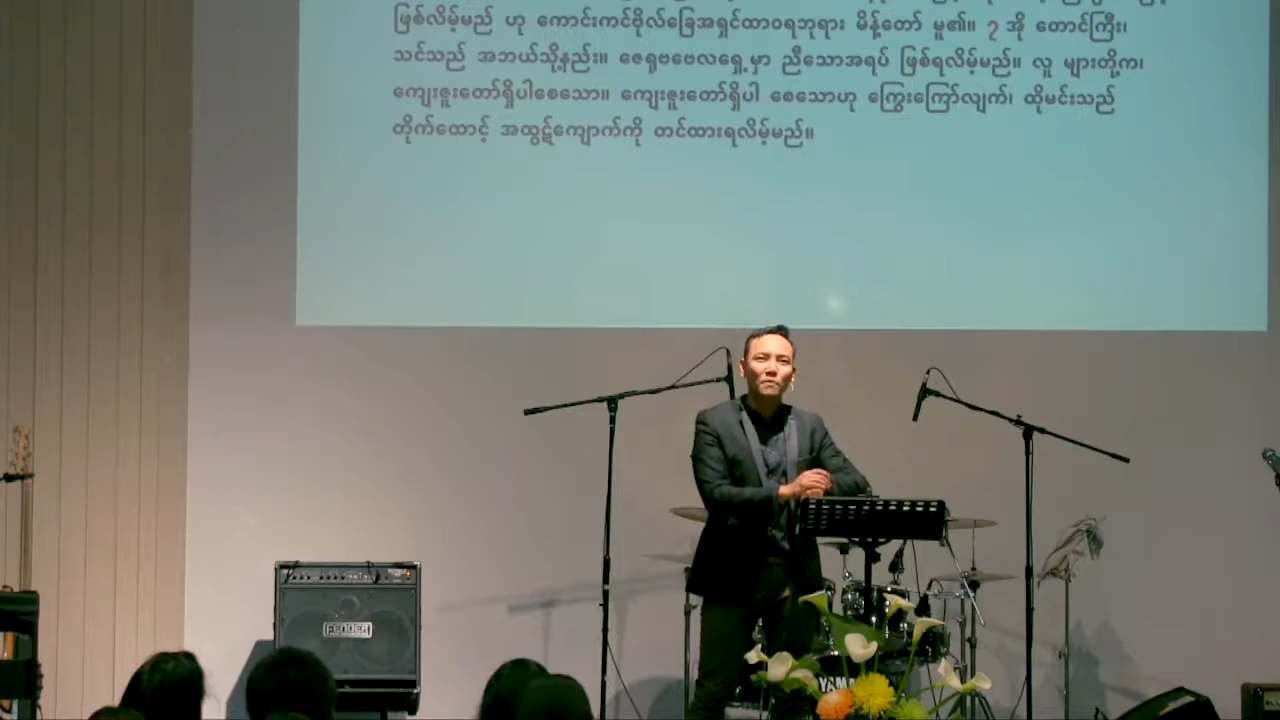 ဖြစ်လိမ့်မည် ဟု ကောင်းကင်ဗိုလ်ခြေအရှင်ထာဝရဘုရား မိန့်တော် မူ၏။ ၇ အို တောင်ကြီး၊
သင်သည် အဘယ်သို့နည်း။ ဇေရုဗဗေလရှေ့မှာ ညီသောအရပ် ဖြစ်ရလိမ့်မည်။ လူ များတို့က၊
ကျေးဇူးတော်ရှိပါစေသော။ ကျေးဇူးတော်ရှိပါ စေသောဟု ကြွေးကြော်လျက်၊ ထိုမင်းသည်
တိုက်ထောင့် အထွဋ်ကျောက်ကို တင်ထားရလိမ့်မည်။
FENDER
YAMA